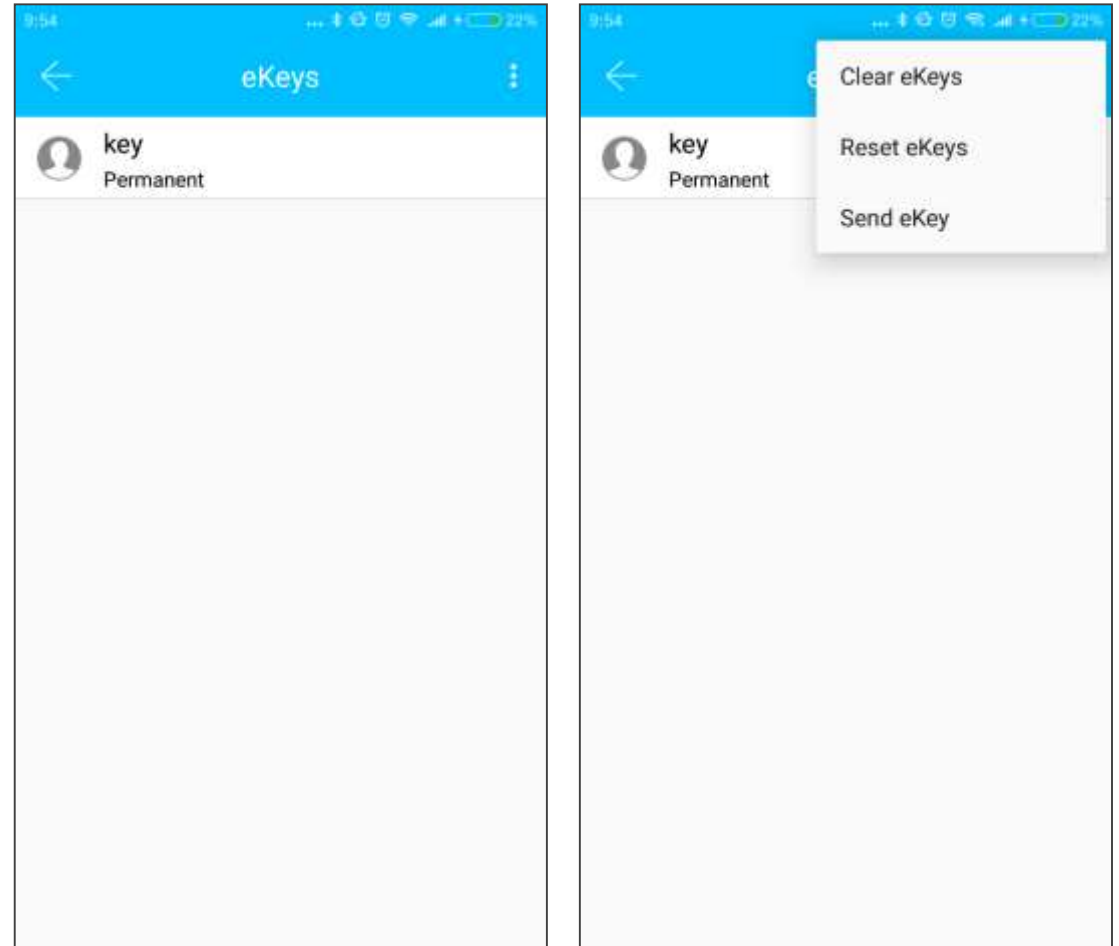 9:54 ... 22%
eKeys
key
Permanent
9:54 ... 22%
e
key
Permanent
Clear eKeys
Reset eKeys
Send eKey